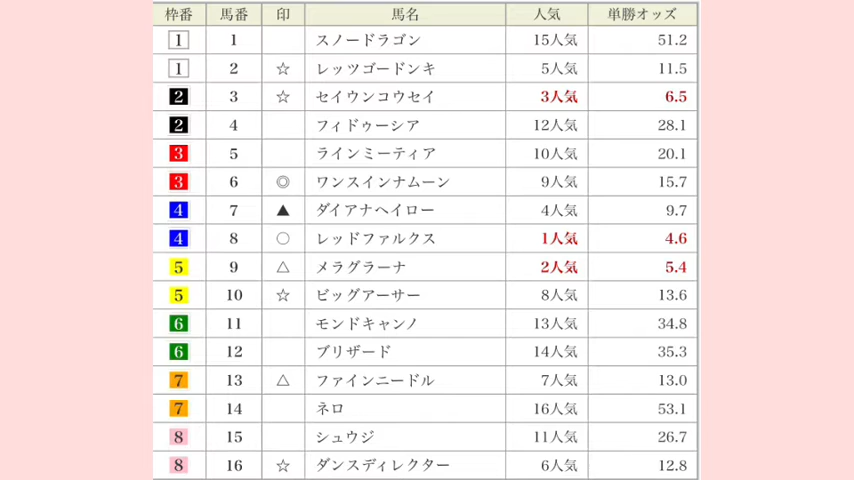 枠番 馬番 印 馬名 人気 単勝オッズ
1 1 スノードラゴン 15人気 51.2
1 2 ☆ レッツゴードンキ 5人気 11.5
2 3 ☆ セイウンコウセイ 3人気 6.5
2 4 フィドゥーシア 12人気 28.1
3 5 ラインミーティア 10人気 20.1
3 6 ◎ ワンスインナムーン 9人気 15.7
4 7 ▲ ダイアナヘイロー 4人気 9.7
4 8 ○ レッドファルクス 1人気 4.6
5 9 △ メラグラーナ 2人気 5.4
5 10 ☆ ビッグアーサー 8人気 13.6
6 11 モンドキャンノ 13人気 34.8
6 12 ブリザード 14人気 35.3
7 13 △ ファインニードル 7人気 13.0
7 14 ネロ 16人気 53.1
8 15 シュウジ 11人気 26.7
8 16 ☆ ダンスディレクター 6人気 12.8